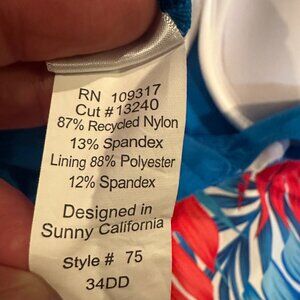 RN 109317
Cut # 13240
87% Recycled Nylon
13% Spandex
Lining 88% Polyester
12% Spandex
Designed in
Sunny California
Style # 75
34DD